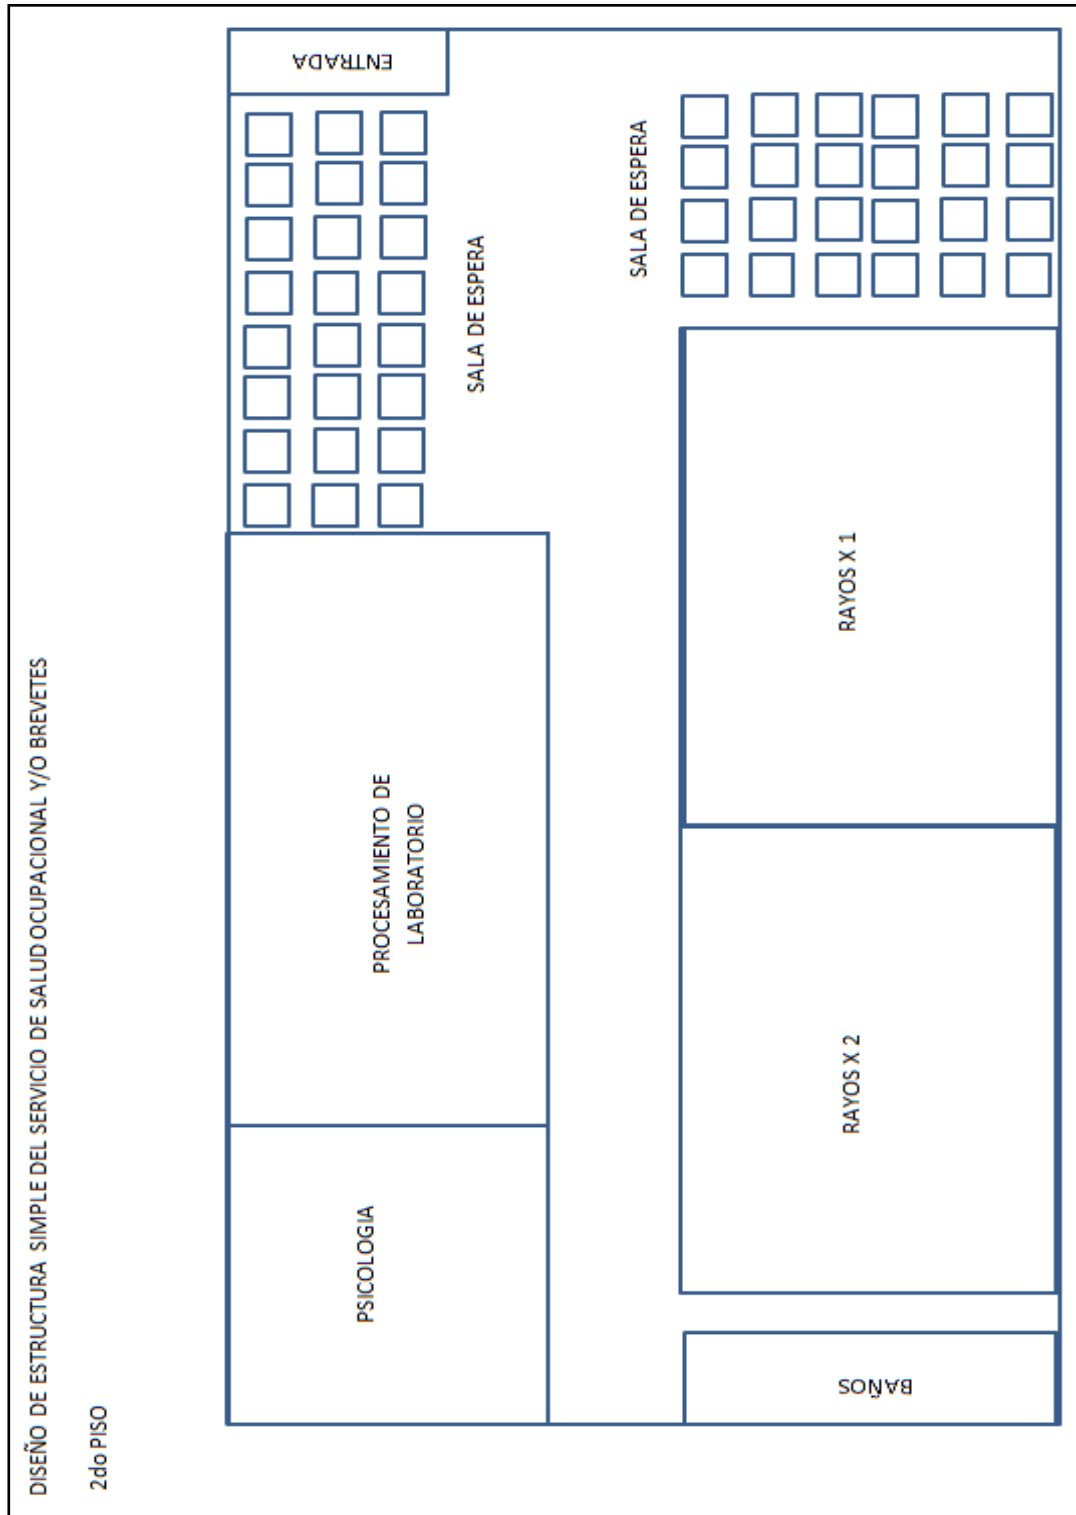 DISEÑO DE ESTRUCTURA SIMPLE DEL SERVICIO DE SALUD OCUPACIONAL Y/O BREVETES
2do PISO
PSICOLOGIA
PROCESAMIENTO DE
LABORATORIO
SALA DE ESPERA
ENTRADA
BAÑOS
RAYOS X 2
RAYOS X 1
SALA DE ESPERA